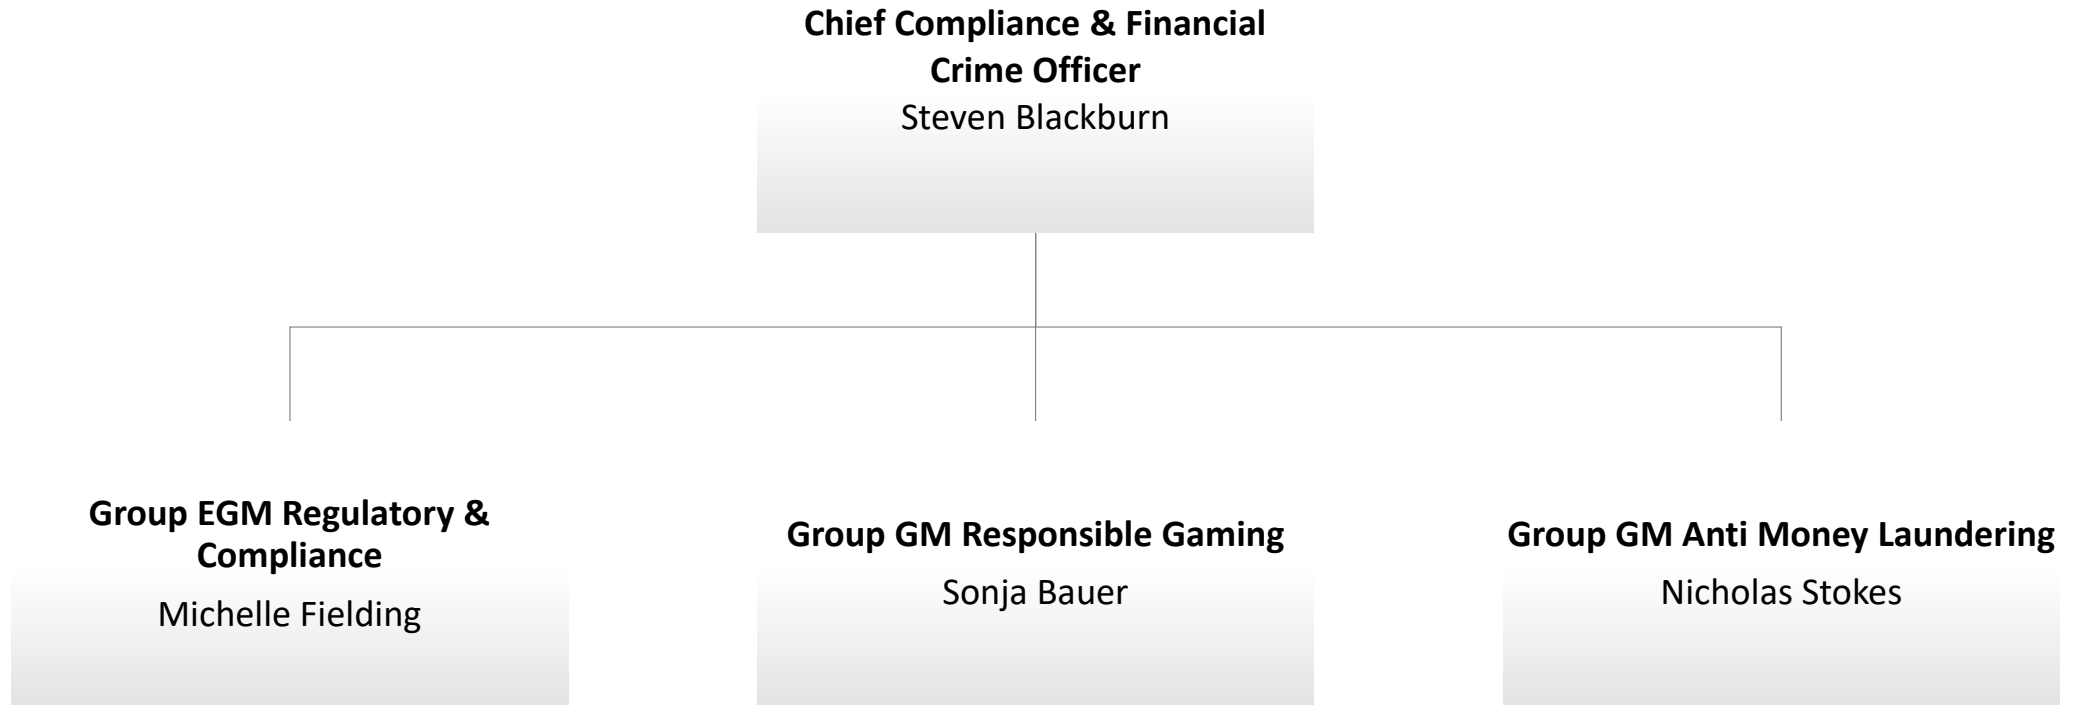 Chief Compliance & Financial
Crime Officer
Steven Blackburn
Group EGM Regulatory &
Compliance
Michelle Fielding
Group GM Responsible Gaming
Sonja Bauer
Group GM Anti Money Laundering
Nicholas Stokes